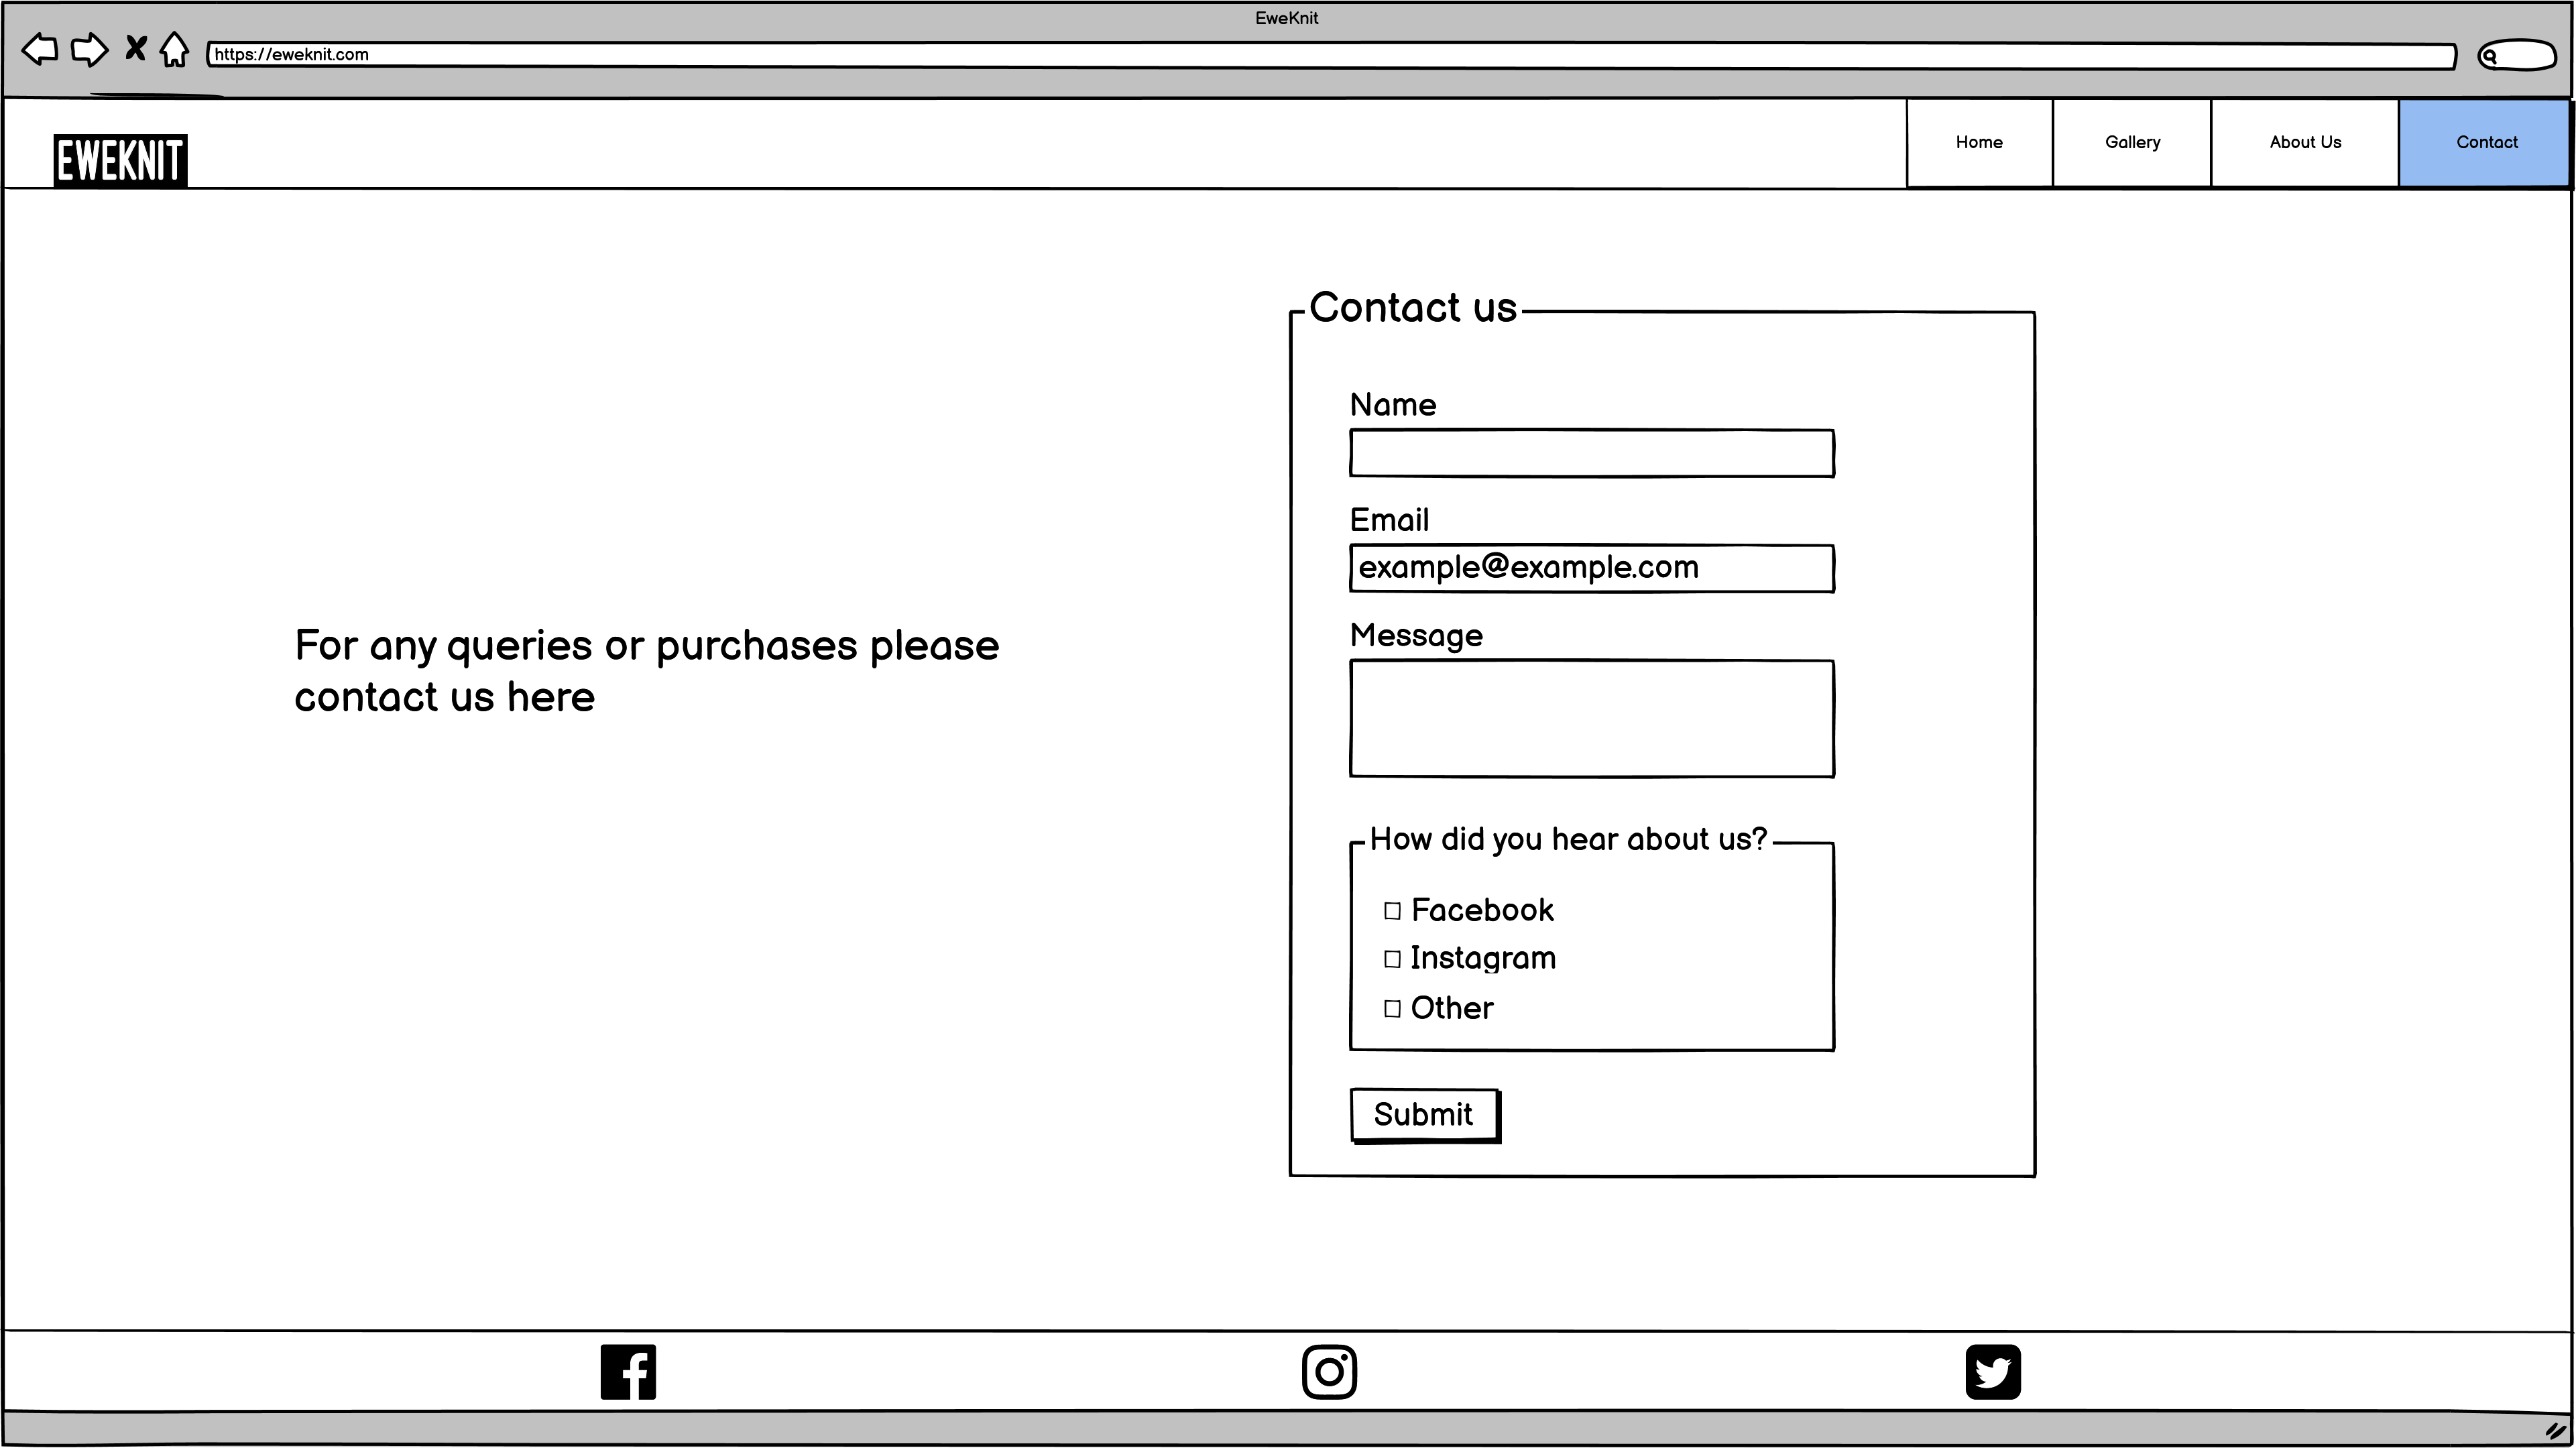 EweKnit
https://eweknit.com
EWEKNIT
Home
Gallery
About Us
Contact
Contact us
Name
Email
example@example.com
Message
For any queries or purchases please
contact us here
How did you hear about us?
Facebook
Instagram
Other
Submit